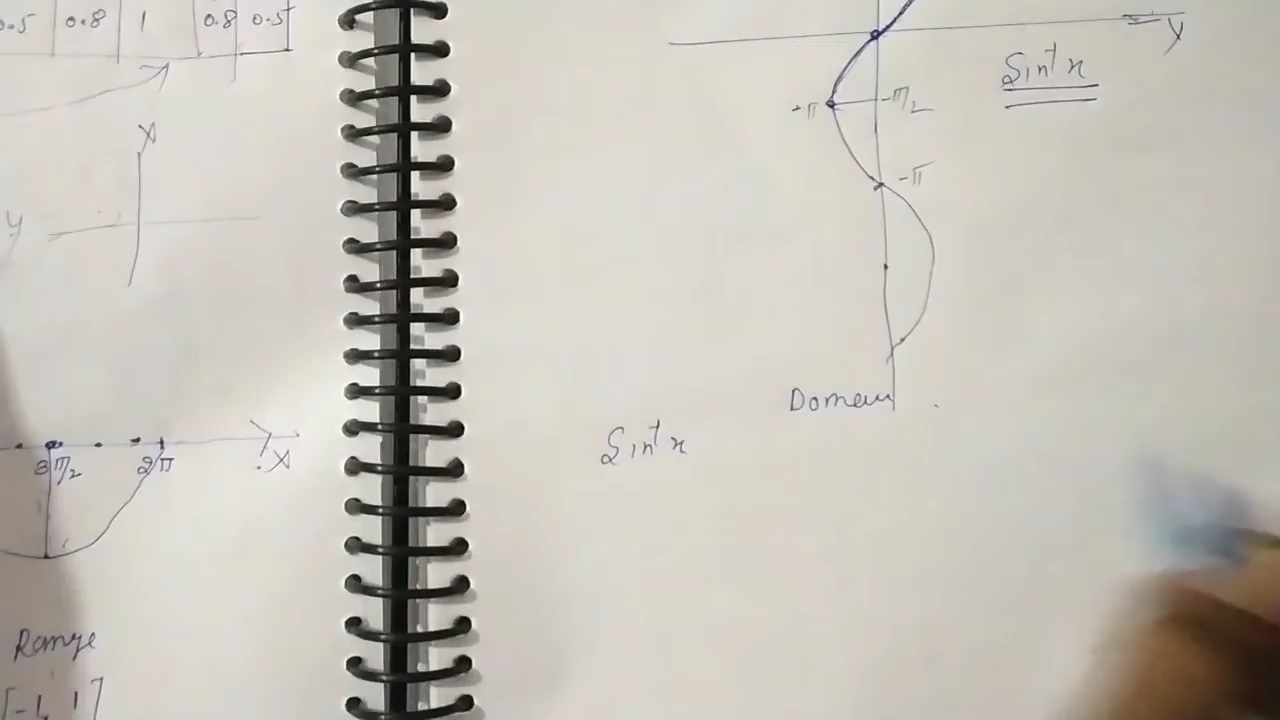 0.5 0.8 1 0.8 0.5
X
y
3π/2 2π X
Range
[-1, 1]
y
Sin⁻¹x
-π -π/2
-π
Domain
Sin⁻¹x